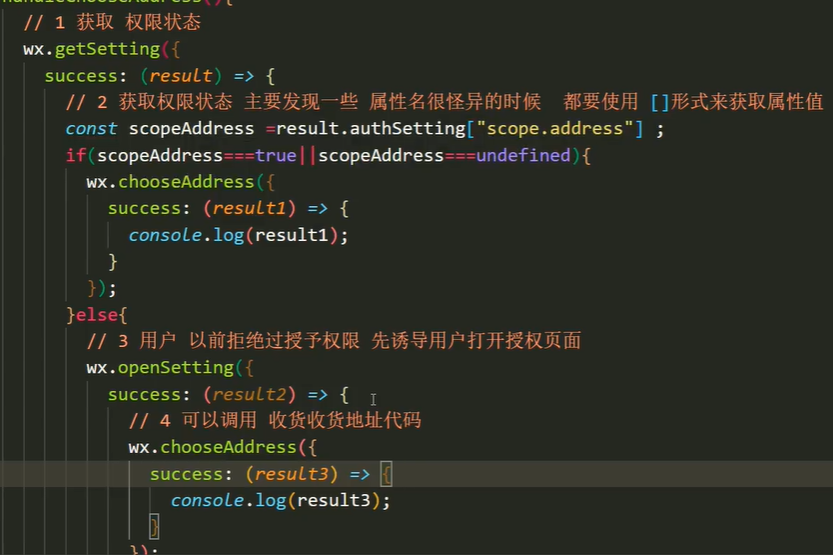 handleChooseAddress(){
// 1 获取 权限状态
wx.getSetting({
success: (result) => {
// 2 获取权限状态 主要发现一些 属性名很怪异的时候 都要使用 []形式来获取属性值
const scopeAddress =result.authSetting["scope.address"] ;
if(scopeAddress===true||scopeAddress===undefined){
wx.chooseAddress({
success: (result1) => {
console.log(result1);
}
});
}else{
// 3 用户 以前拒绝过授予权限 先诱导用户打开授权页面
wx.openSetting({
success: (result2) => {
// 4 可以调用 收货收货地址代码
wx.chooseAddress({
success: (result3) => {
console.log(result3);
}
});